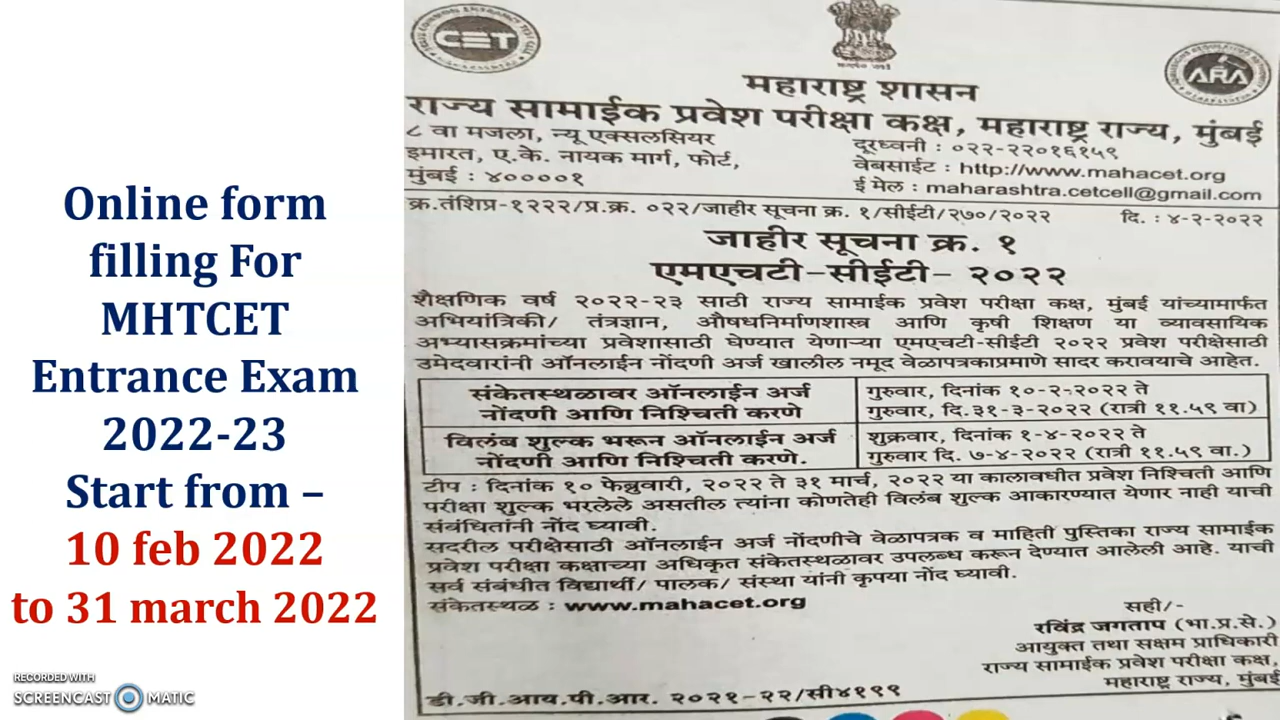 Online form
filling For
MHTCET
Entrance Exam
2022-23
Start from –
10 feb 2022
to 31 march 2022
RECORDED WITH
SCREENCAST MATIC
CET
ARA
महाराष्ट्र शासन
राज्य सामाईक प्रवेश परीक्षा कक्ष, महाराष्ट्र राज्य, मुंबई
८ वा मजला, न्यू एक्सलसियर
इमारत, ए.के. नायक मार्ग, फोर्ट,
मुंबई : ४००००१
दूरध्वनी : ०२२-२२०१६१५९
वेबसाईट : http://www.mahacet.org
ई मेल : maharashtra.cetcell@gmail.com
क्र.तंशिप्र-१२२२/प्र.क्र. ०२२/जाहीर सूचना क्र. १/सीईटी/२७०/२०२२ दि. : ४-२-२०२२
जाहीर सूचना क्र. १
एमएचटी-सीईटी- २०२२
शैक्षणिक वर्ष २०२२-२३ साठी राज्य सामाईक प्रवेश परीक्षा कक्ष, मुंबई यांच्यामार्फत
अभियांत्रिकी/ तंत्रज्ञान, औषधनिर्माणशास्त्र आणि कृषी शिक्षण या व्यावसायिक
अभ्यासक्रमांच्या प्रवेशासाठी घेण्यात येणाऱ्या एमएचटी-सीईटी २०२२ प्रवेश परीक्षेसाठी
उमेदवारांनी ऑनलाईन नोंदणी अर्ज खालील नमूद वेळापत्रकाप्रमाणे सादर करावयाचे आहेत.
संकेतस्थळावर ऑनलाईन अर्ज
नोंदणी आणि निश्चिती करणे
गुरुवार, दिनांक १०-२-२०२२ ते
गुरुवार, दि.३१-३-२०२२ (रात्री ११.५९ वा)
विलंब शुल्क भरून ऑनलाईन अर्ज
नोंदणी आणि निश्चिती करणे.
शुक्रवार, दिनांक १-४-२०२२ ते
गुरुवार दि. ७-४-२०२२ (रात्री ११.५९ वा.)
टीप : दिनांक १० फेब्रुवारी, २०२२ ते ३१ मार्च, २०२२ या कालावधीत प्रवेश निश्चिती आणि
परीक्षा शुल्क भरलेले असतील त्यांना कोणतेही विलंब शुल्क आकारण्यात येणार नाही याची
संबंधितांनी नोंद घ्यावी.
सदरील परीक्षेसाठी ऑनलाईन अर्ज नोंदणीचे वेळापत्रक व माहिती पुस्तिका राज्य सामाईक
प्रवेश परीक्षा कक्षाच्या अधिकृत संकेतस्थळावर उपलब्ध करून देण्यात आलेली आहे. याची
सर्व संबंधीत विद्यार्थी/ पालक/ संस्था यांनी कृपया नोंद घ्यावी.
संकेतस्थळ : www.mahacet.org
सही/-
रविंद्र जगताप (भा.प्र.से.)
आयुक्त तथा सक्षम प्राधिकारी
राज्य सामाईक प्रवेश परीक्षा कक्ष,
महाराष्ट्र राज्य, मुंबई
डी.जी.आय.पी.आर. २०२१-२२/सी४१९९